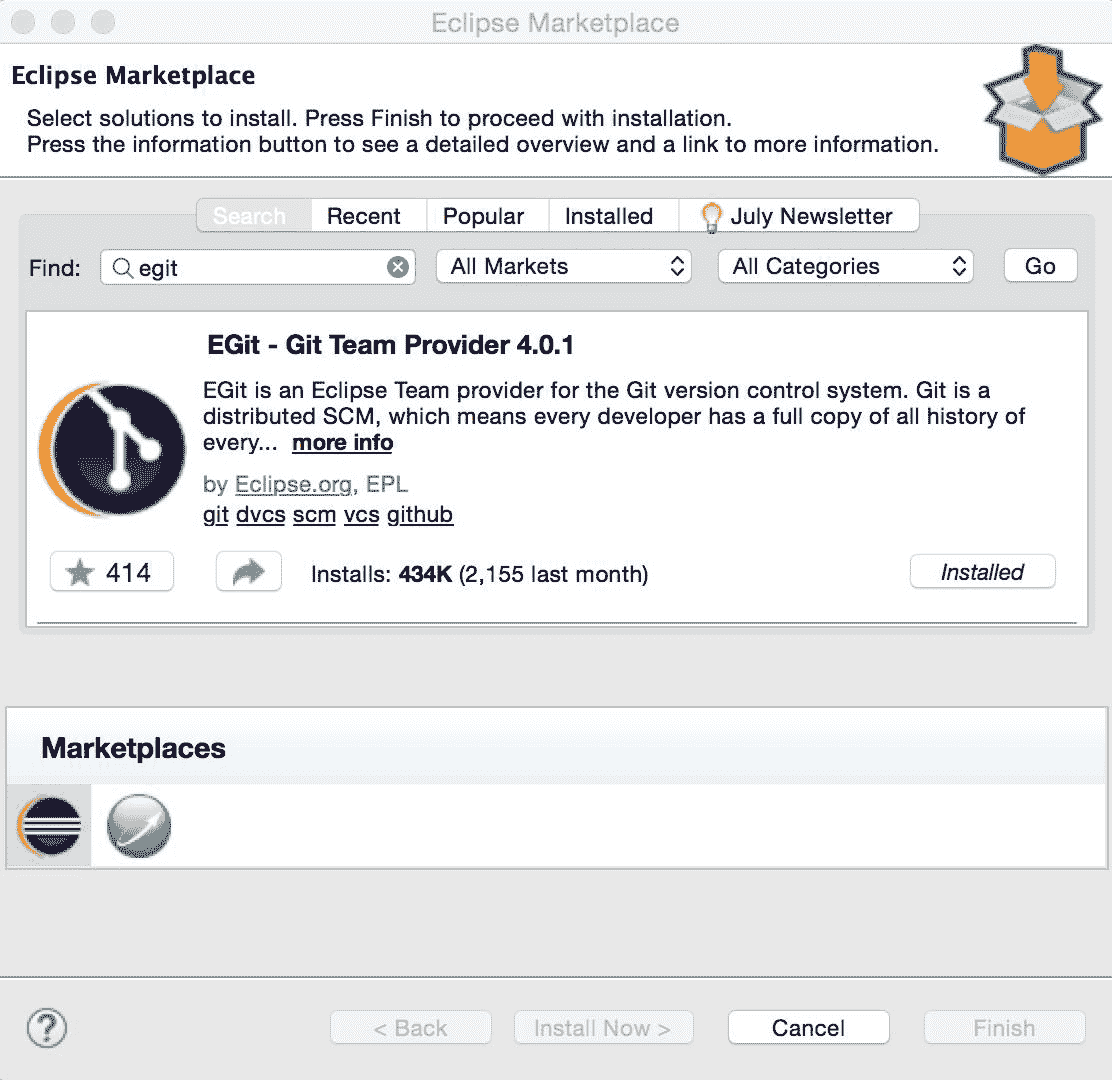 Eclipse Marketplace
Eclipse Marketplace
Select solutions to install. Press Finish to proceed with installation.
Press the information button to see a detailed overview and a link to more information.
Search Recent Popular Installed July Newsletter
Find: egit All Markets All Categories Go
EGit - Git Team Provider 4.0.1
EGit is an Eclipse Team provider for the Git version control system. Git is a
distributed SCM, which means every developer has a full copy of all history of
every... more info
by Eclipse.org, EPL
git dvcs scm vcs github
414 Installs: 434K (2,155 last month) Installed
Marketplaces
? < Back Install Now > Cancel Finish